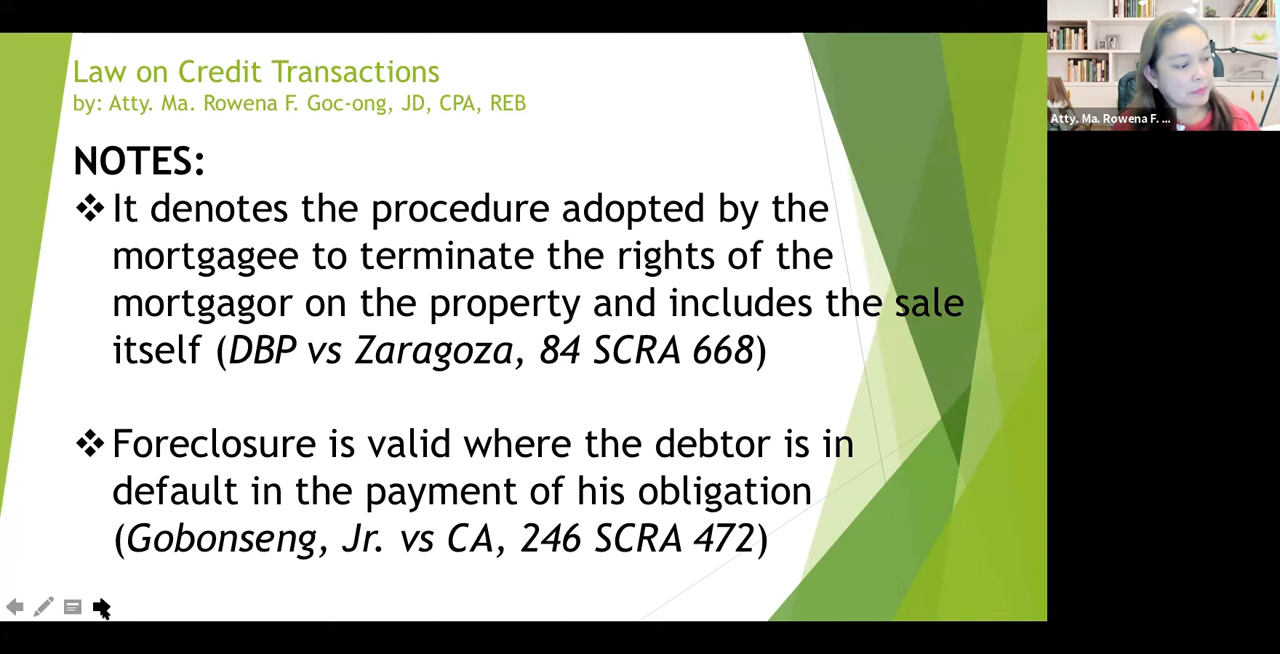 Law on Credit Transactions
by: Atty. Ma. Rowena F. Goc-ong, JD, CPA, REB
NOTES:
❖ It denotes the procedure adopted by the
mortgagee to terminate the rights of the
mortgagor on the property and includes the sale
itself (DBP vs Zaragoza, 84 SCRA 668)
❖ Foreclosure is valid where the debtor is in
default in the payment of his obligation
(Gobonseng, Jr. vs CA, 246 SCRA 472)
Atty. Ma. Rowena F. ...